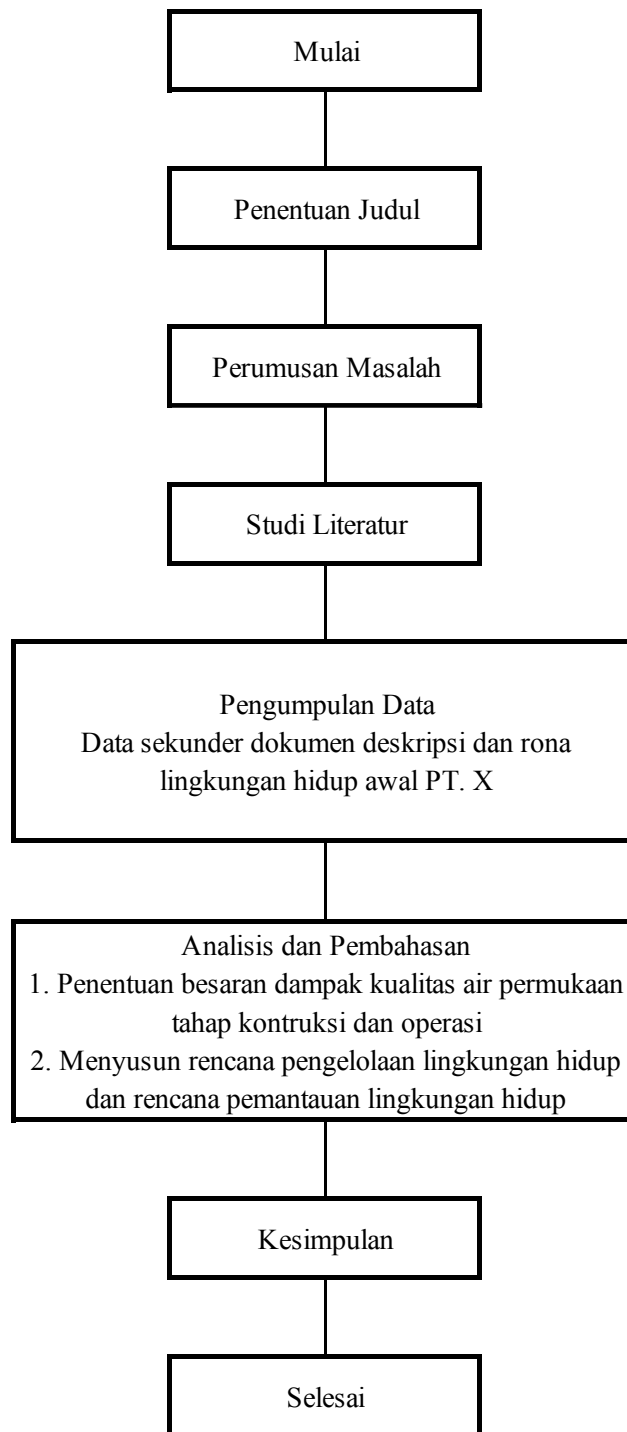 Mulai
Penentuan Judul
Perumusan Masalah
Studi Literatur
Pengumpulan Data
Data sekunder dokumen deskripsi dan rona
lingkungan hidup awal PT. X
Analisis dan Pembahasan
1. Penentuan besaran dampak kualitas air permukaan
tahap kontruksi dan operasi
2. Menyusun rencana pengelolaan lingkungan hidup
dan rencana pemantauan lingkungan hidup
Kesimpulan
Selesai